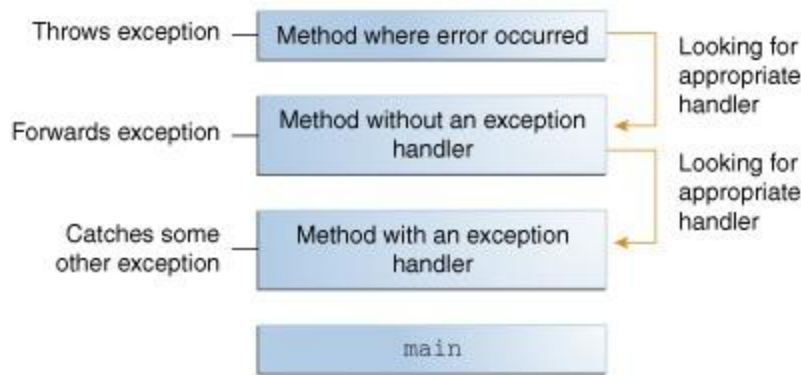 Throws exception
Method where error occurred
Looking for
appropriate
handler
Forwards exception
Method without an exception
handler
Looking for
appropriate
handler
Catches some
other exception
Method with an exception
handler
main